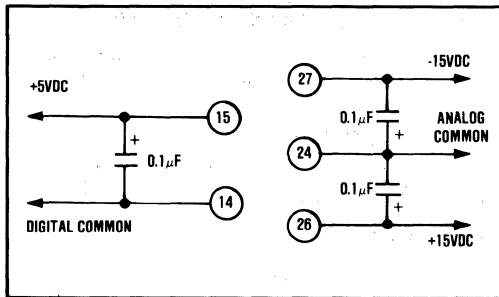 +5VDC
15
+
0.1µF
14
DIGITAL COMMON
27
-15VDC
0.1µF
+
ANALOG
COMMON
24
0.1µF
+
26
+15VDC